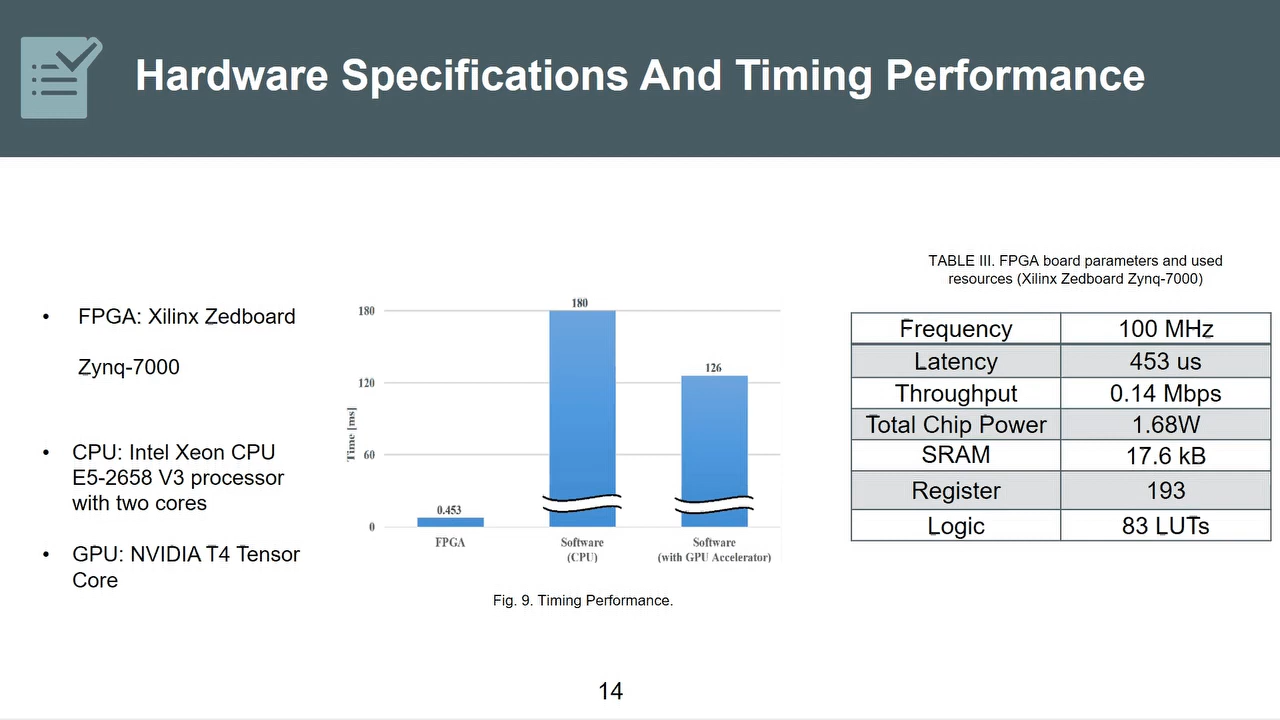 Hardware Specifications And Timing Performance
• FPGA: Xilinx Zedboard
Zynq-7000
• CPU: Intel Xeon CPU
E5-2658 V3 processor
with two cores
• GPU: NVIDIA T4 Tensor
Core
Time [ms]
180
120
60
0
0.453
180
126
FPGA
Software
(CPU)
Software
(with GPU Accelerator)
Fig. 9. Timing Performance.
TABLE III. FPGA board parameters and used
resources (Xilinx Zedboard Zynq-7000)
Frequency 100 MHz
Latency 453 us
Throughput 0.14 Mbps
Total Chip Power 1.68W
SRAM 17.6 kB
Register 193
Logic 83 LUTs
14